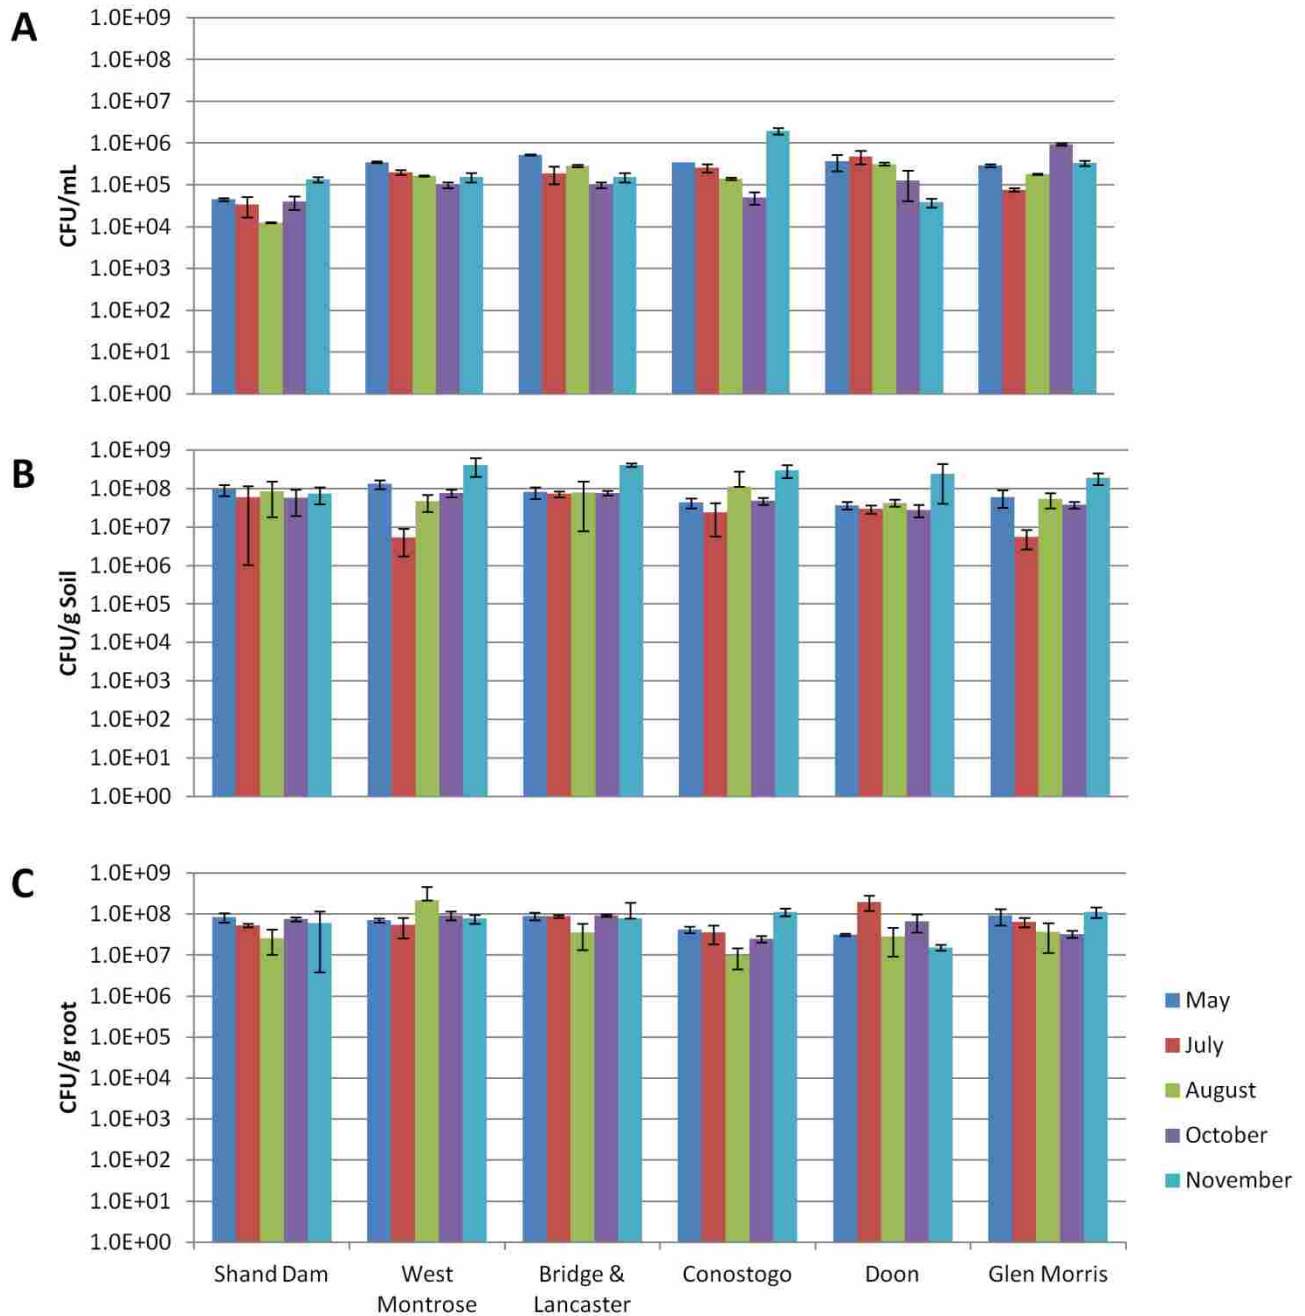 A
1.0E+09
1.0E+08
1.0E+07
1.0E+06
1.0E+05
1.0E+04
1.0E+03
1.0E+02
1.0E+01
1.0E+00
CFU/mL
B
1.0E+09
1.0E+08
1.0E+07
1.0E+06
1.0E+05
1.0E+04
1.0E+03
1.0E+02
1.0E+01
1.0E+00
CFU/g Soil
C
1.0E+09
1.0E+08
1.0E+07
1.0E+06
1.0E+05
1.0E+04
1.0E+03
1.0E+02
1.0E+01
1.0E+00
CFU/g root
May
July
August
October
November
Shand Dam
West
Montrose
Bridge &
Lancaster
Conostogo
Doon
Glen Morris